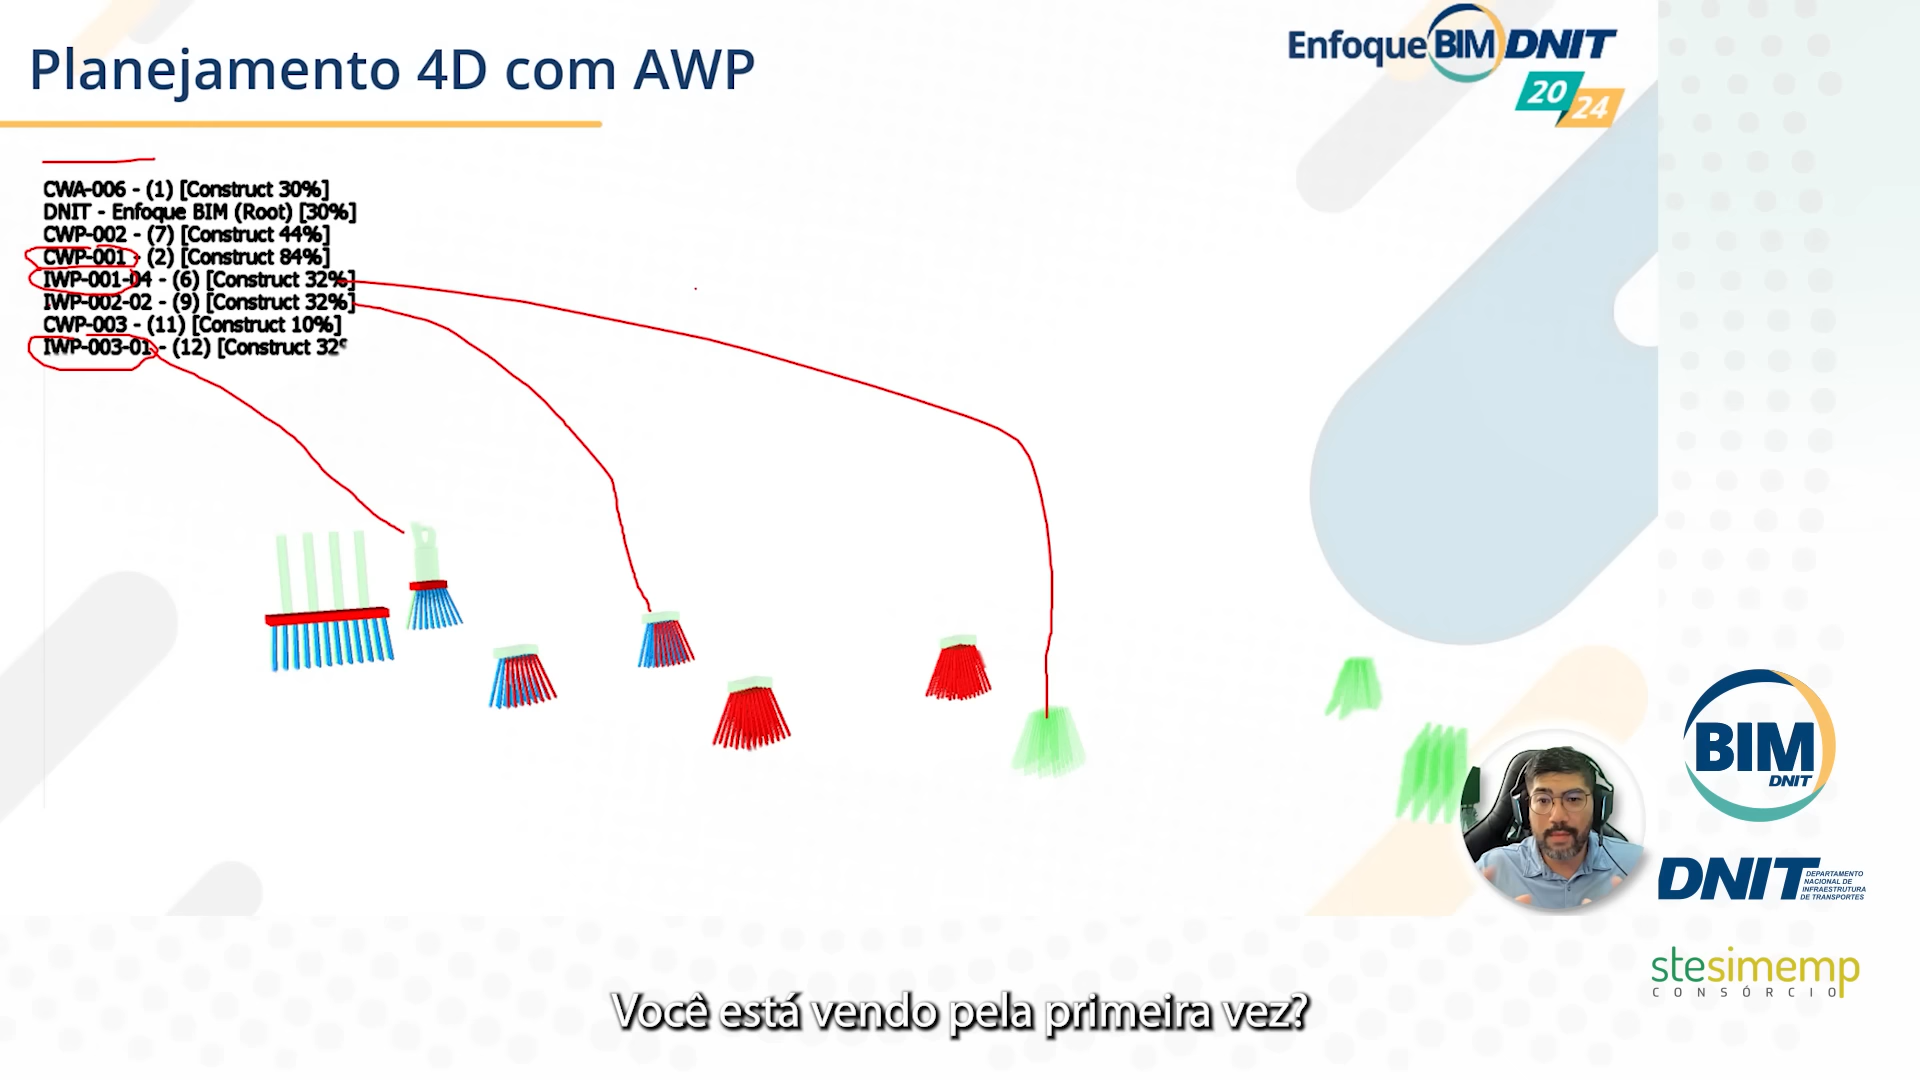 Planejamento 4D com AWP
Enfoque BIM DNIT
20
24
CWA-006 - (1) [Construct 30%]
DNIT - Enfoque BIM (Root) [30%]
CWP-002 - (7) [Construct 44%]
CWP-001 - (2) [Construct 84%]
IWP-001-04 - (6) [Construct 32%]
IWP-002-02 - (9) [Construct 32%]
CWP-003 - (11) [Construct 10%]
IWP-003-01 - (12) [Construct 32
BIM
DNIT
DNIT
DEPARTAMENTO
NACIONAL DE
INFRAESTRUTURA
DE TRANSPORTES
stesimemp
CONSÓRCIO
Você está vendo pela primeira vez?